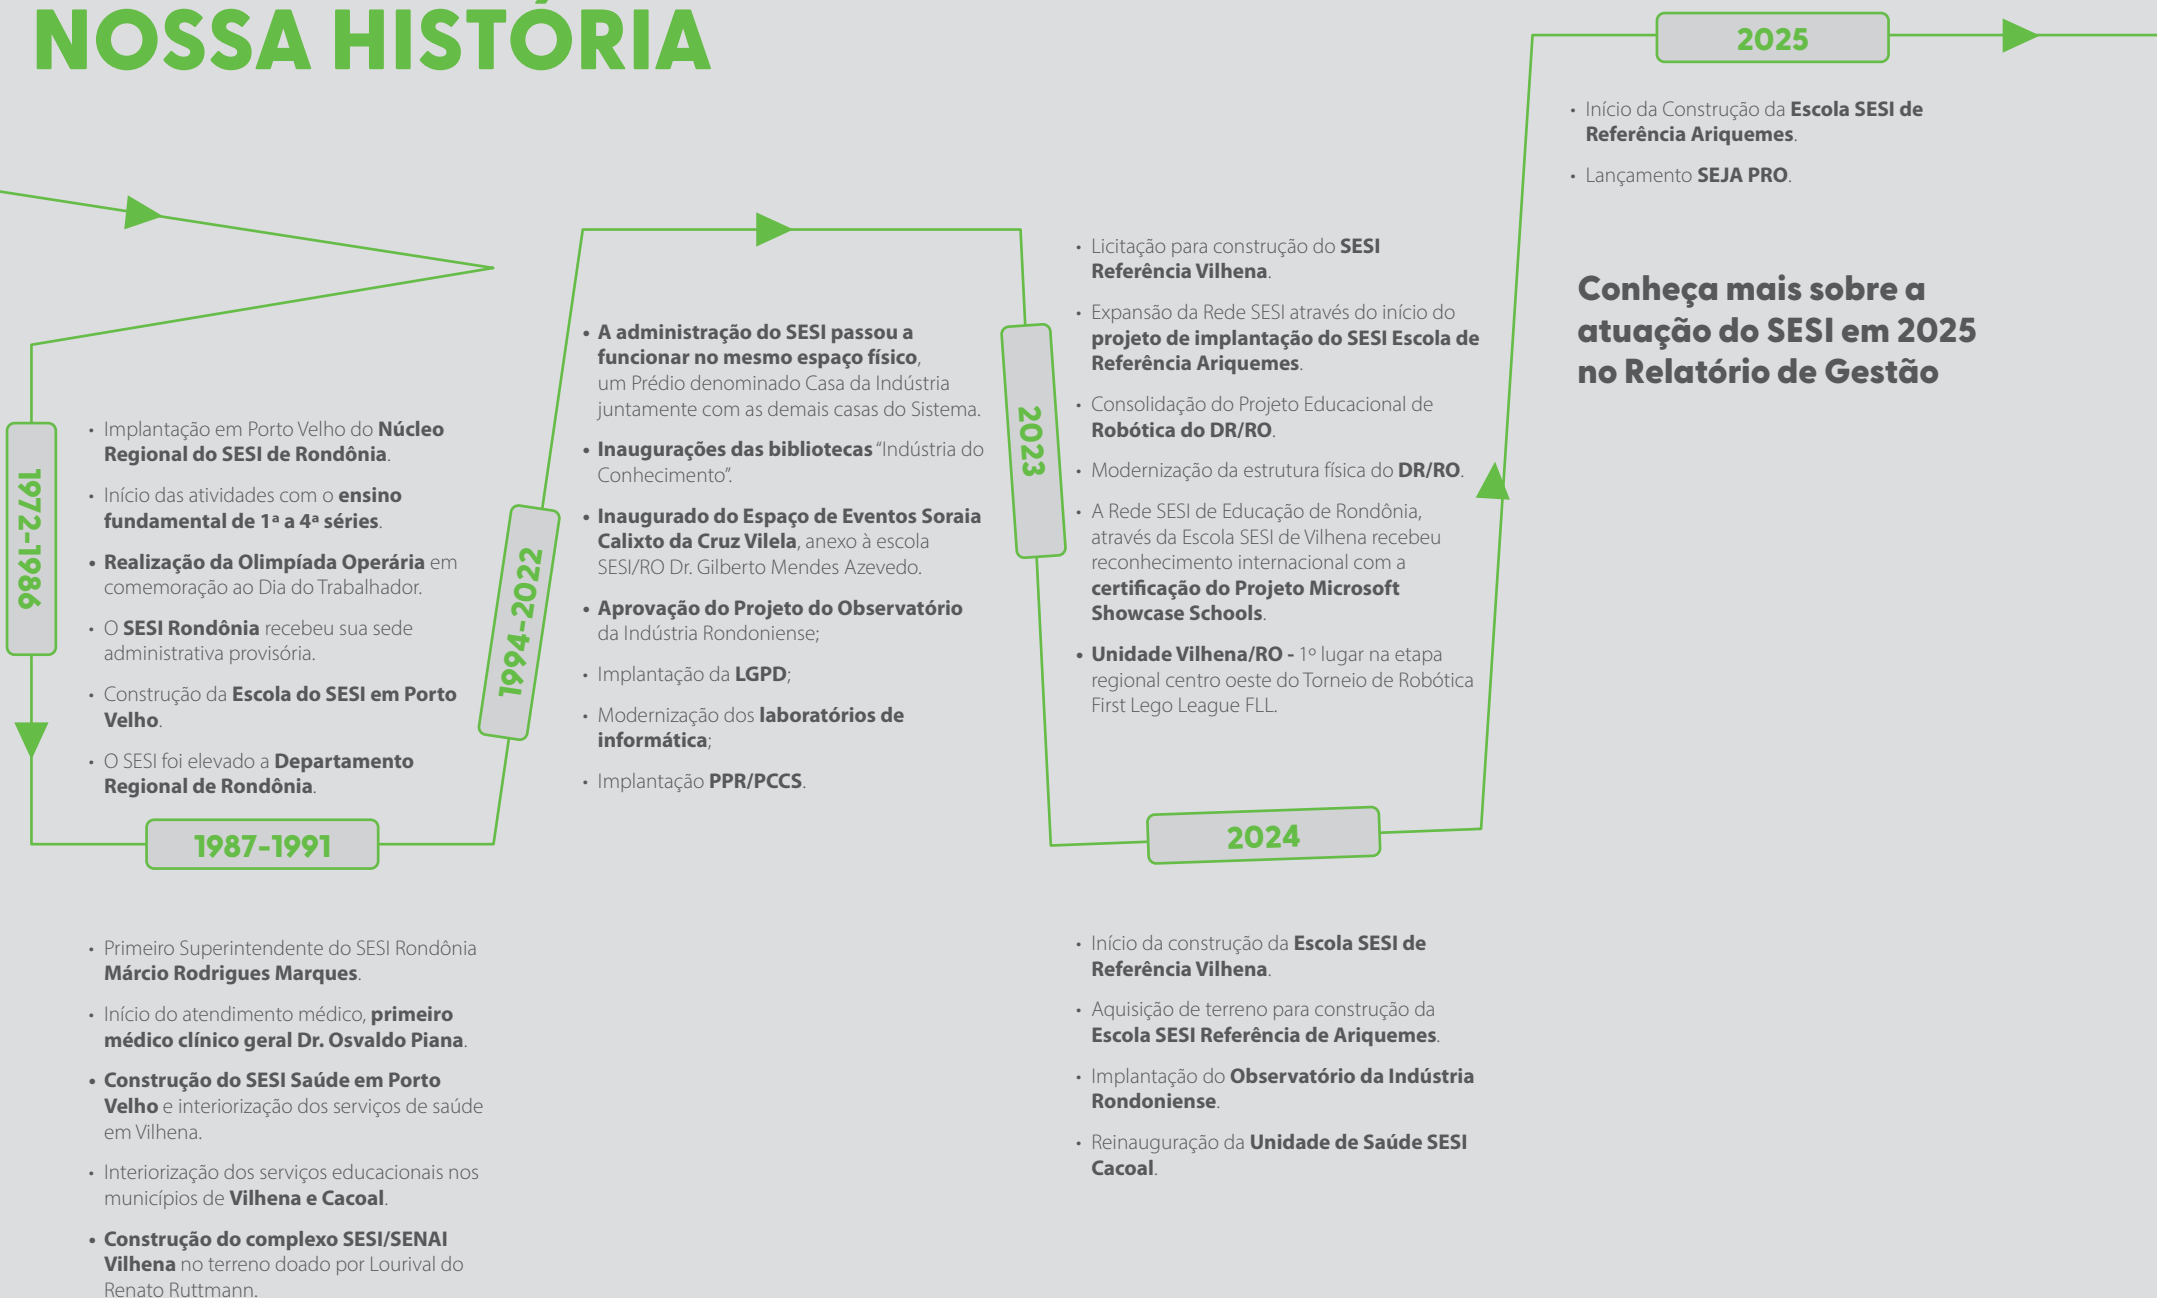 NOSSA HISTÓRIA
1972-1986
• Implantação em Porto Velho do Núcleo
Regional do SESI de Rondônia.
• Início das atividades com o ensino
fundamental de 1ª a 4ª séries.
• Realização da Olimpíada Operária em
comemoração ao Dia do Trabalhador.
• O SESI Rondônia recebeu sua sede
administrativa provisória.
• Construção da Escola do SESI em Porto
Velho.
• O SESI foi elevado a Departamento
Regional de Rondônia.
1987-1991
• Primeiro Superintendente do SESI Rondônia
Márcio Rodrigues Marques.
• Início do atendimento médico, primeiro
médico clínico geral Dr. Osvaldo Piana.
• Construção do SESI Saúde em Porto
Velho e interiorização dos serviços de saúde
em Vilhena.
• Interiorização dos serviços educacionais nos
municípios de Vilhena e Cacoal.
• Construção do complexo SESI/SENAI
Vilhena no terreno doado por Lourival do
Renato Ruttmann.
1994-2022
• A administração do SESI passou a
funcionar no mesmo espaço físico,
um Prédio denominado Casa da Indústria
juntamente com as demais casas do Sistema.
• Inaugurações das bibliotecas “Indústria do
Conhecimento”.
• Inaugurado do Espaço de Eventos Soraia
Calixto da Cruz Vilela, anexo à escola
SESI/RO Dr. Gilberto Mendes Azevedo.
• Aprovação do Projeto do Observatório
da Indústria Rondoniense;
• Implantação da LGPD;
• Modernização dos laboratórios de
informática;
• Implantação PPR/PCCS.
2023
• Licitação para construção do SESI
Referência Vilhena.
• Expansão da Rede SESI através do início do
projeto de implantação do SESI Escola de
Referência Ariquemes.
• Consolidação do Projeto Educacional de
Robótica do DR/RO.
• Modernização da estrutura física do DR/RO.
• A Rede SESI de Educação de Rondônia,
através da Escola SESI de Vilhena recebeu
reconhecimento internacional com a
certificação do Projeto Microsoft
Showcase Schools.
• Unidade Vilhena/RO - 1º lugar na etapa
regional centro oeste do Torneio de Robótica
First Lego League FLL.
2024
• Início da construção da Escola SESI de
Referência Vilhena.
• Aquisição de terreno para construção da
Escola SESI Referência de Ariquemes.
• Implantação do Observatório da Indústria
Rondoniense.
• Reinauguração da Unidade de Saúde SESI
Cacoal.
2025
• Início da Construção da Escola SESI de
Referência Ariquemes.
• Lançamento SEJA PRO.
Conheça mais sobre a
atuação do SESI em 2025
no Relatório de Gestão